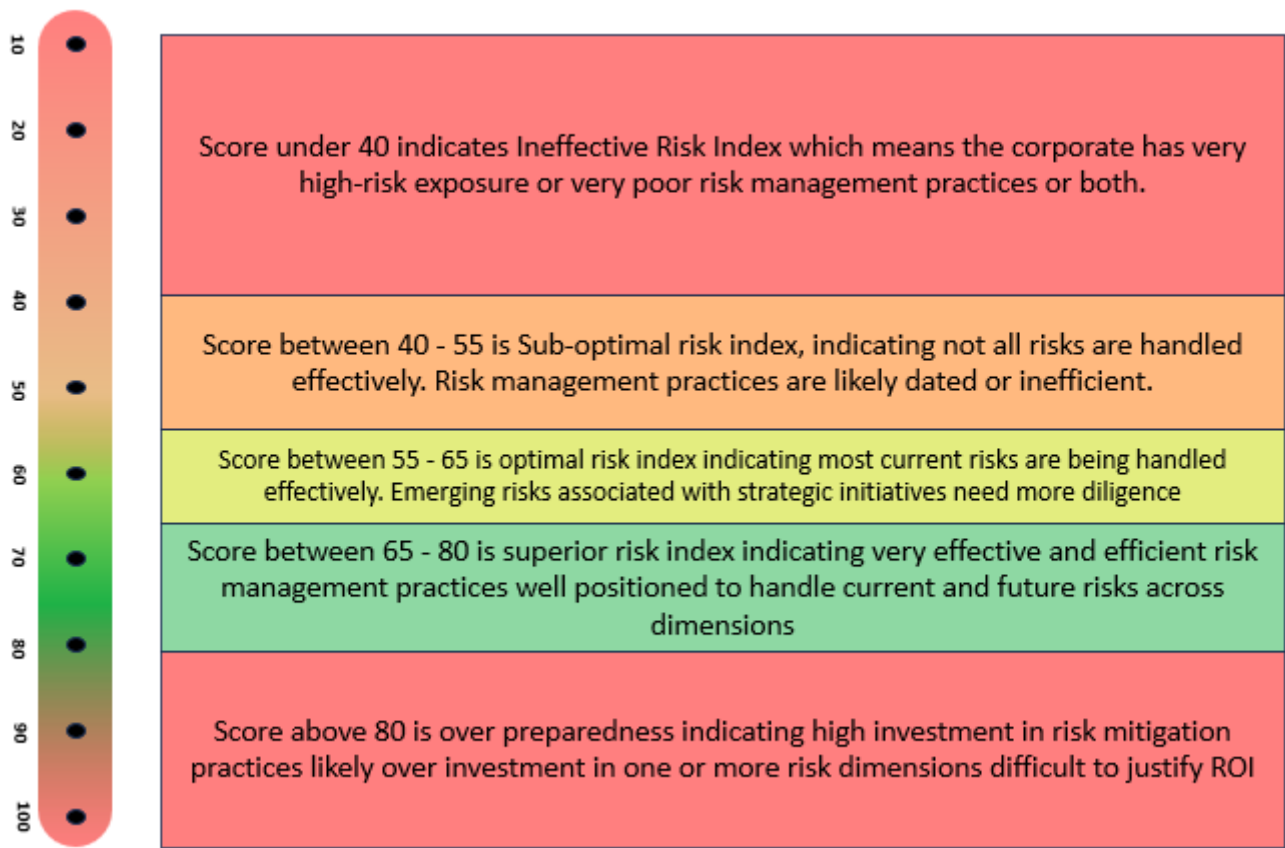 10
20
30
40
50
60
70
80
90
100
Score under 40 indicates Ineffective Risk Index which means the corporate has very
high-risk exposure or very poor risk management practices or both.
Score between 40 - 55 is Sub-optimal risk index, indicating not all risks are handled
effectively. Risk management practices are likely dated or inefficient.
Score between 55 - 65 is optimal risk index indicating most current risks are being handled
effectively. Emerging risks associated with strategic initiatives need more diligence
Score between 65 - 80 is superior risk index indicating very effective and efficient risk
management practices well positioned to handle current and future risks across
dimensions
Score above 80 is over preparedness indicating high investment in risk mitigation
practices likely over investment in one or more risk dimensions difficult to justify ROI